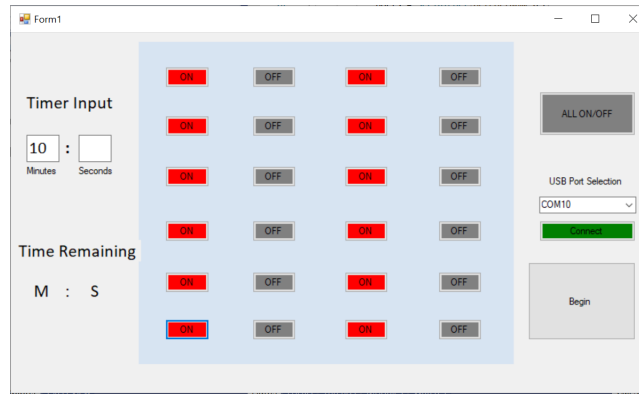 Form1
Timer Input
10 :
Minutes Seconds
Time Remaining
M : S
ON OFF ON OFF
ON OFF ON OFF
ON OFF ON OFF
ON OFF ON OFF
ON OFF ON OFF
ON OFF ON OFF
ALL ON/OFF
USB Port Selection
COM10
Connect
Begin